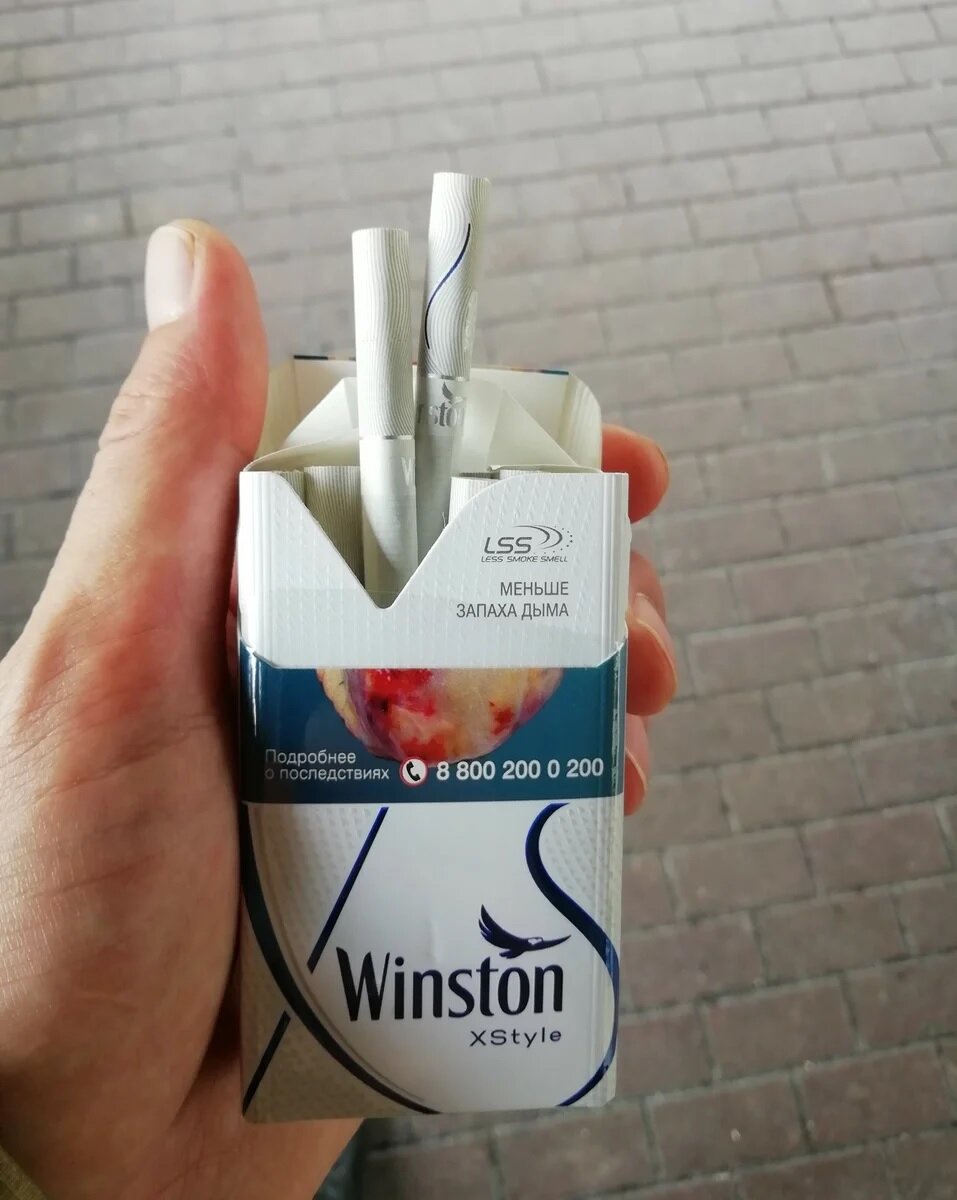 LSS
LESS SMOKE SMELL
МЕНЬШЕ
ЗАПАХА ДЫМА
Подробнее
о последствиях 8 800 200 0 200
Winston
XStyle